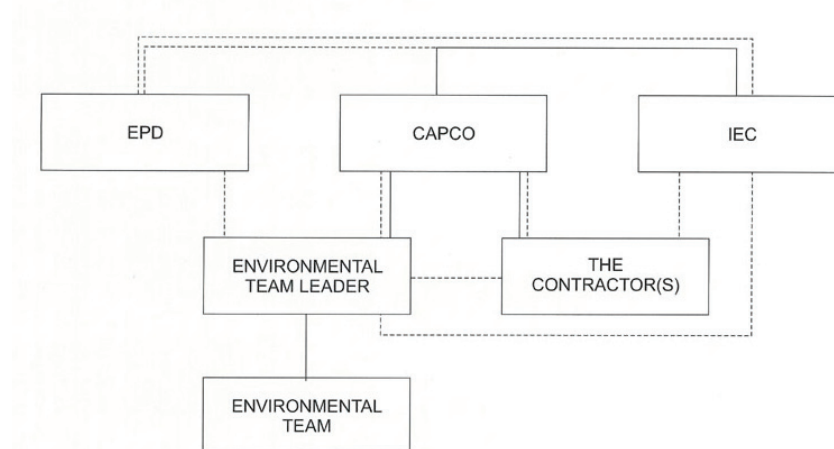 EPD
CAPCO
IEC
ENVIRONMENTAL
TEAM LEADER
THE
CONTRACTOR(S)
ENVIRONMENTAL
TEAM